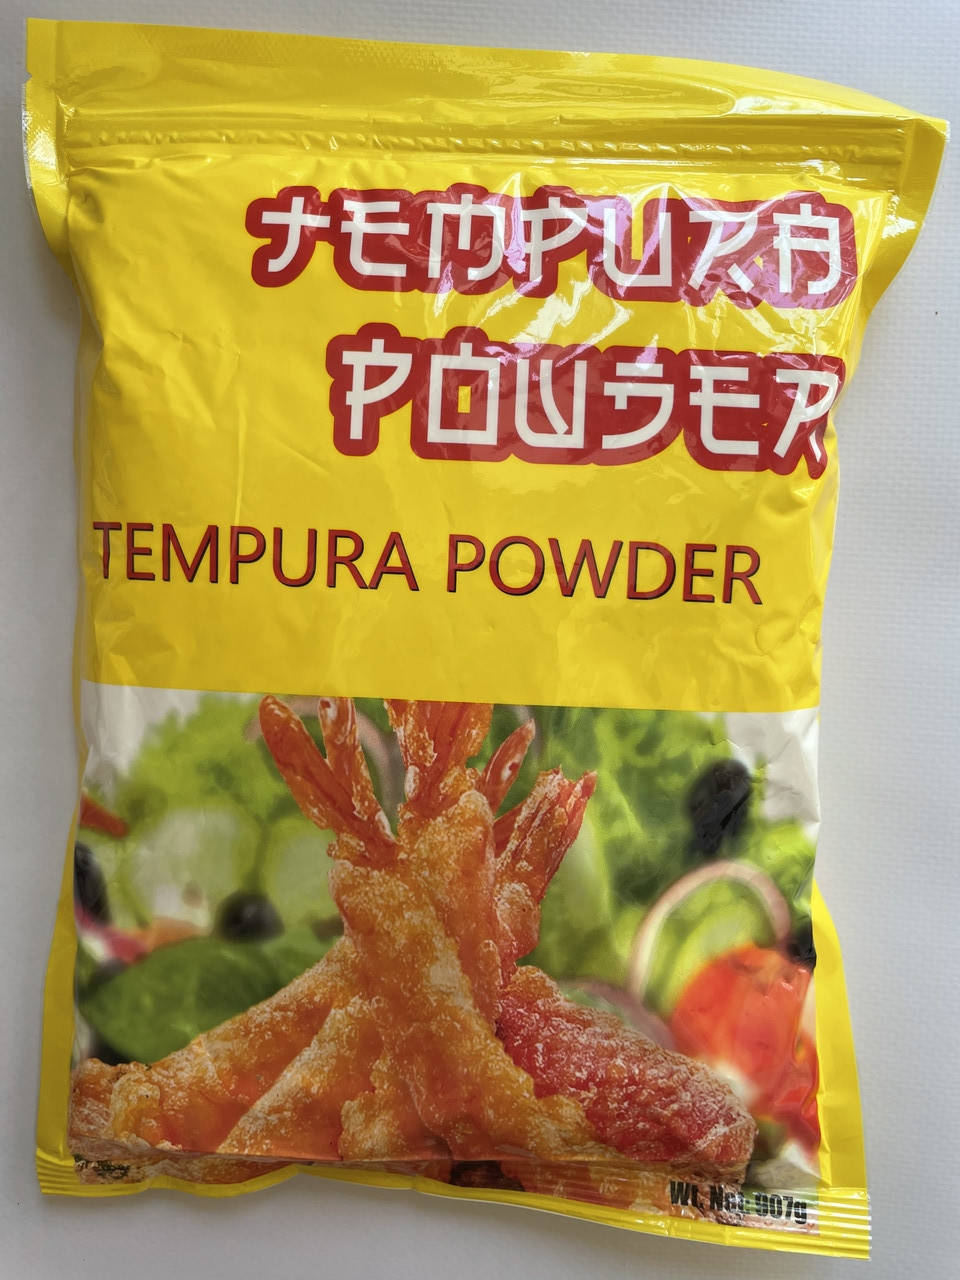 TEMPURA
POWDER
TEMPURA POWDER
Wt. Net: 907g